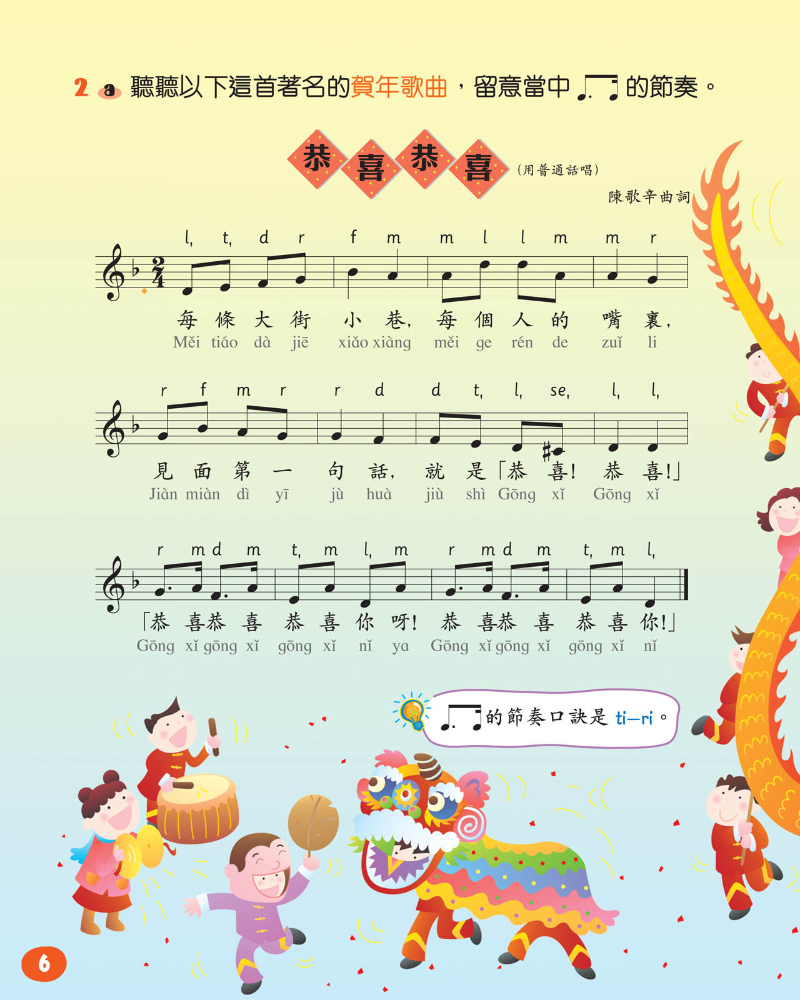 2 a 聽聽以下這首著名的賀年歌曲，留意當中 的節奏。
恭喜恭喜
(用普通話唱)
陳歌辛曲詞
l, t, d r f m m l l m m r
2
4
每 條 大 街 小 巷, 每 個 人 的 嘴 裏,
Měi tiáo dà jiē xiǎo xiàng měi ge rén de zuǐ li
r f m r r d d t, l, se, l, l,
見 面 第 一 句 話, 就 是「恭 喜! 恭 喜!」
Jiàn miàn dì yī jù huà jiù shì Gōng xǐ Gōng xǐ
r m d m t, m l, m r m d m t, m l,
「恭 喜恭 喜 恭 喜 你 呀! 恭 喜恭 喜 恭 喜 你!」
Gōng xǐ gōng xǐ gōng xǐ nǐ ya Gōng xǐ gōng xǐ gōng xǐ nǐ
的節奏口訣是 ti–ri。
6